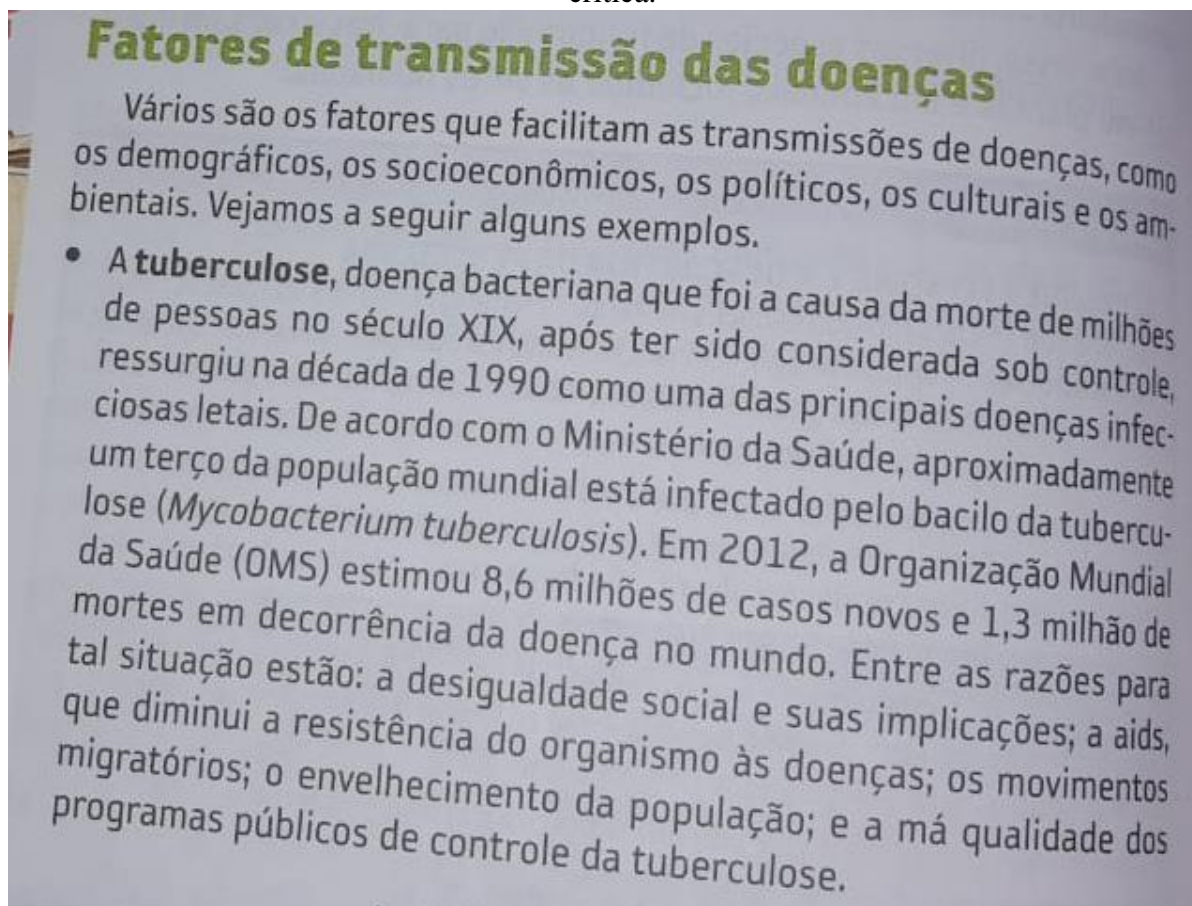 crítica.
Fatores de transmissão das doenças
Vários são os fatores que facilitam as transmissões de doenças, como
os demográficos, os socioeconômicos, os políticos, os culturais e os am-
bientais. Vejamos a seguir alguns exemplos.
• A tuberculose, doença bacteriana que foi a causa da morte de milhões
de pessoas no século XIX, após ter sido considerada sob controle,
ressurgiu na década de 1990 como uma das principais doenças infec-
ciosas letais. De acordo com o Ministério da Saúde, aproximadamente
um terço da população mundial está infectado pelo bacilo da tubercu-
lose (Mycobacterium tuberculosis). Em 2012, a Organização Mundial
da Saúde (OMS) estimou 8,6 milhões de casos novos e 1,3 milhão de
mortes em decorrência da doença no mundo. Entre as razões para
tal situação estão: a desigualdade social e suas implicações; a aids,
que diminui a resistência do organismo às doenças; os movimentos
migratórios; o envelhecimento da população; e a má qualidade dos
programas públicos de controle da tuberculose.